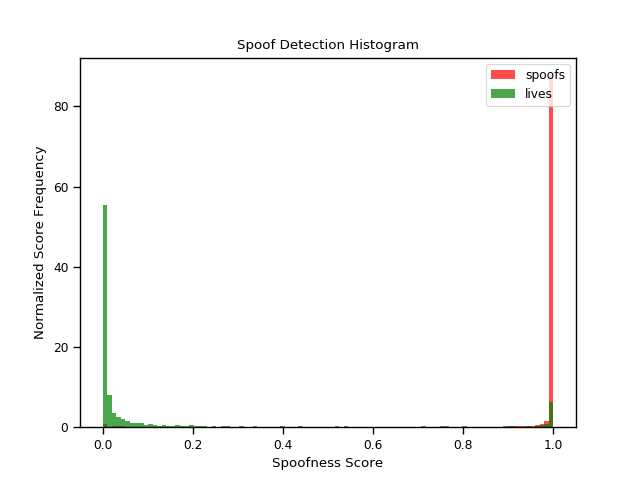 Spoof Detection Histogram
spoofs
lives
Normalized Score Frequency
80
60
40
20
0
0.0 0.2 0.4 0.6 0.8 1.0
Spoofness Score